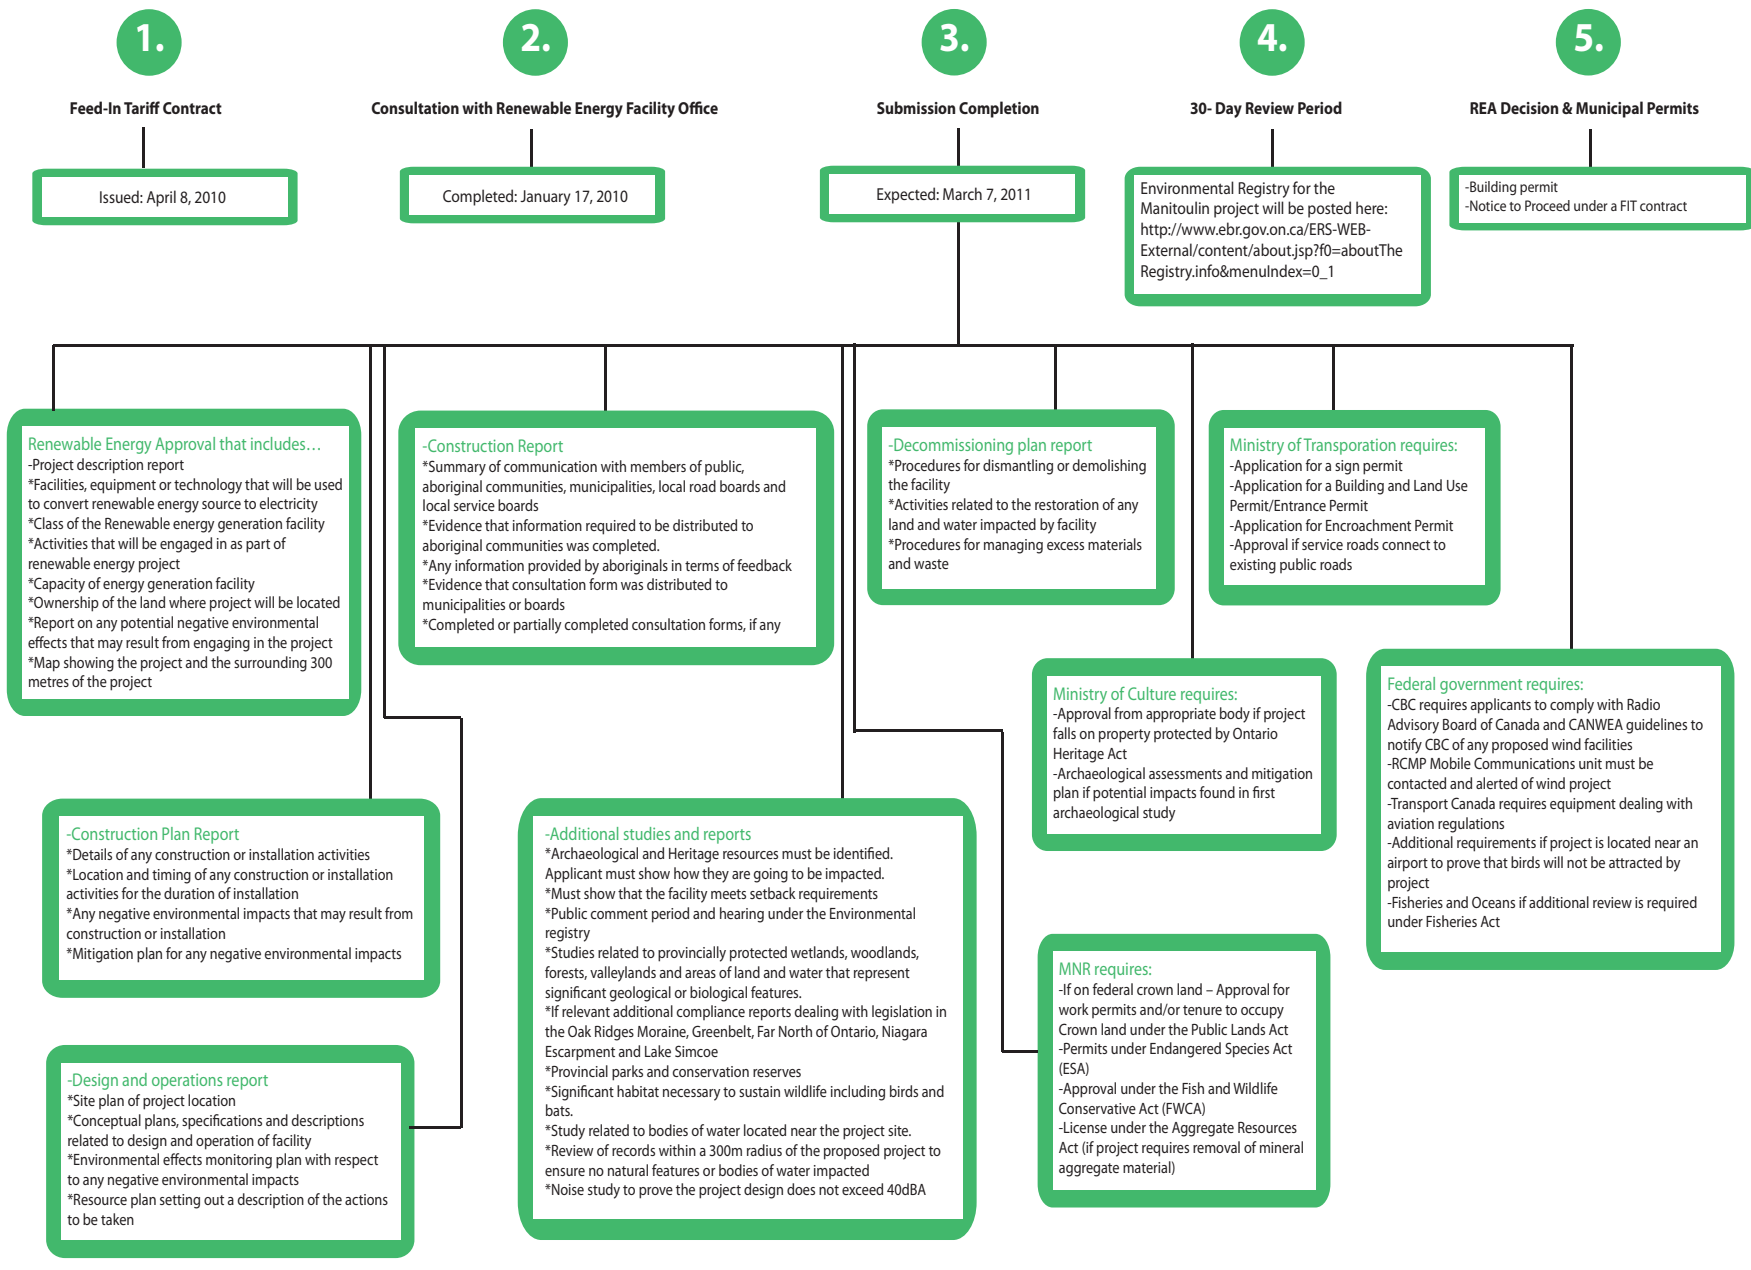 1.
Feed-In Tariff Contract
Issued: April 8, 2010
2.
Consultation with Renewable Energy Facility Office
Completed: January 17, 2010
3.
Submission Completion
Expected: March 7, 2011
4.
30- Day Review Period
Environmental Registry for the
Manitoulin project will be posted here:
http://www.ebr.gov.on.ca/ERS-WEB-
External/content/about.jsp?f0=aboutThe
Registry.info&menuIndex=0_1
5.
REA Decision & Municipal Permits
-Building permit
-Notice to Proceed under a FIT contract
Renewable Energy Approval that includes…
-Project description report
*Facilities, equipment or technology that will be used
to convert renewable energy source to electricity
*Class of the Renewable energy generation facility
*Activities that will be engaged in as part of
renewable energy project
*Capacity of energy generation facility
*Ownership of the land where project will be located
*Report on any potential negative environmental
effects that may result from engaging in the project
*Map showing the project and the surrounding 300
metres of the project
-Construction Report
*Summary of communication with members of public,
aboriginal communities, municipalities, local road boards and
local service boards
*Evidence that information required to be distributed to
aboriginal communities was completed.
*Any information provided by aboriginals in terms of feedback
*Evidence that consultation form was distributed to
municipalities or boards
*Completed or partially completed consultation forms, if any
-Decommissioning plan report
*Procedures for dismantling or demolishing
the facility
*Activities related to the restoration of any
land and water impacted by facility
*Procedures for managing excess materials
and waste
Ministry of Transporation requires:
-Application for a sign permit
-Application for a Building and Land Use
Permit/Entrance Permit
-Application for Encroachment Permit
-Approval if service roads connect to
existing public roads
Ministry of Culture requires:
-Approval from appropriate body if project
falls on property protected by Ontario
Heritage Act
-Archaeological assessments and mitigation
plan if potential impacts found in first
archaeological study
Federal government requires:
-CBC requires applicants to comply with Radio
Advisory Board of Canada and CANWEA guidelines to
notify CBC of any proposed wind facilities
-RCMP Mobile Communications unit must be
contacted and alerted of wind project
-Transport Canada requires equipment dealing with
aviation regulations
-Additional requirements if project is located near an
airport to prove that birds will not be attracted by
project
-Fisheries and Oceans if additional review is required
under Fisheries Act
-Construction Plan Report
*Details of any construction or installation activities
*Location and timing of any construction or installation
activities for the duration of installation
*Any negative environmental impacts that may result from
construction or installation
*Mitigation plan for any negative environmental impacts
-Additional studies and reports
*Archaeological and Heritage resources must be identified.
Applicant must show how they are going to be impacted.
*Must show that the facility meets setback requirements
*Public comment period and hearing under the Environmental
registry
*Studies related to provincially protected wetlands, woodlands,
forests, valleylands and areas of land and water that represent
significant geological or biological features.
*If relevant additional compliance reports dealing with legislation in
the Oak Ridges Moraine, Greenbelt, Far North of Ontario, Niagara
Escarpment and Lake Simcoe
*Provincial parks and conservation reserves
*Significant habitat necessary to sustain wildlife including birds and
bats.
*Study related to bodies of water located near the project site.
*Review of records within a 300m radius of the proposed project to
ensure no natural features or bodies of water impacted
*Noise study to prove the project design does not exceed 40dBA
MNR requires:
-If on federal crown land – Approval for
work permits and/or tenure to occupy
Crown land under the Public Lands Act
-Permits under Endangered Species Act
(ESA)
-Approval under the Fish and Wildlife
Conservative Act (FWCA)
-License under the Aggregate Resources
Act (if project requires removal of mineral
aggregate material)
-Design and operations report
*Site plan of project location
*Conceptual plans, specifications and descriptions
related to design and operation of facility
*Environmental effects monitoring plan with respect
to any negative environmental impacts
*Resource plan setting out a description of the actions
to be taken